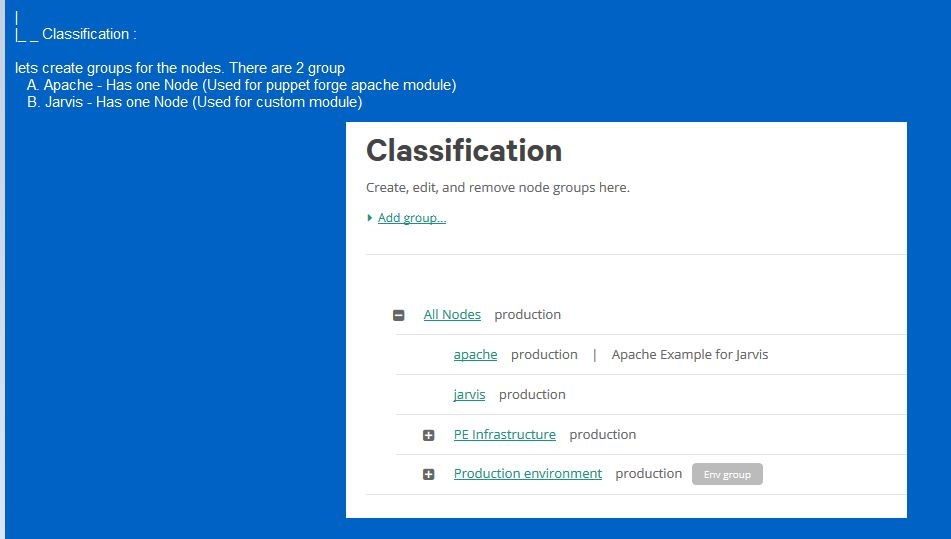 |
|_ _ Classification :
lets create groups for the nodes. There are 2 group
A. Apache - Has one Node (Used for puppet forge apache module)
B. Jarvis - Has one Node (Used for custom module)
Classification
Create, edit, and remove node groups here.
Add group...
All Nodes production
apache production | Apache Example for Jarvis
jarvis production
PE Infrastructure production
Production environment production Env group